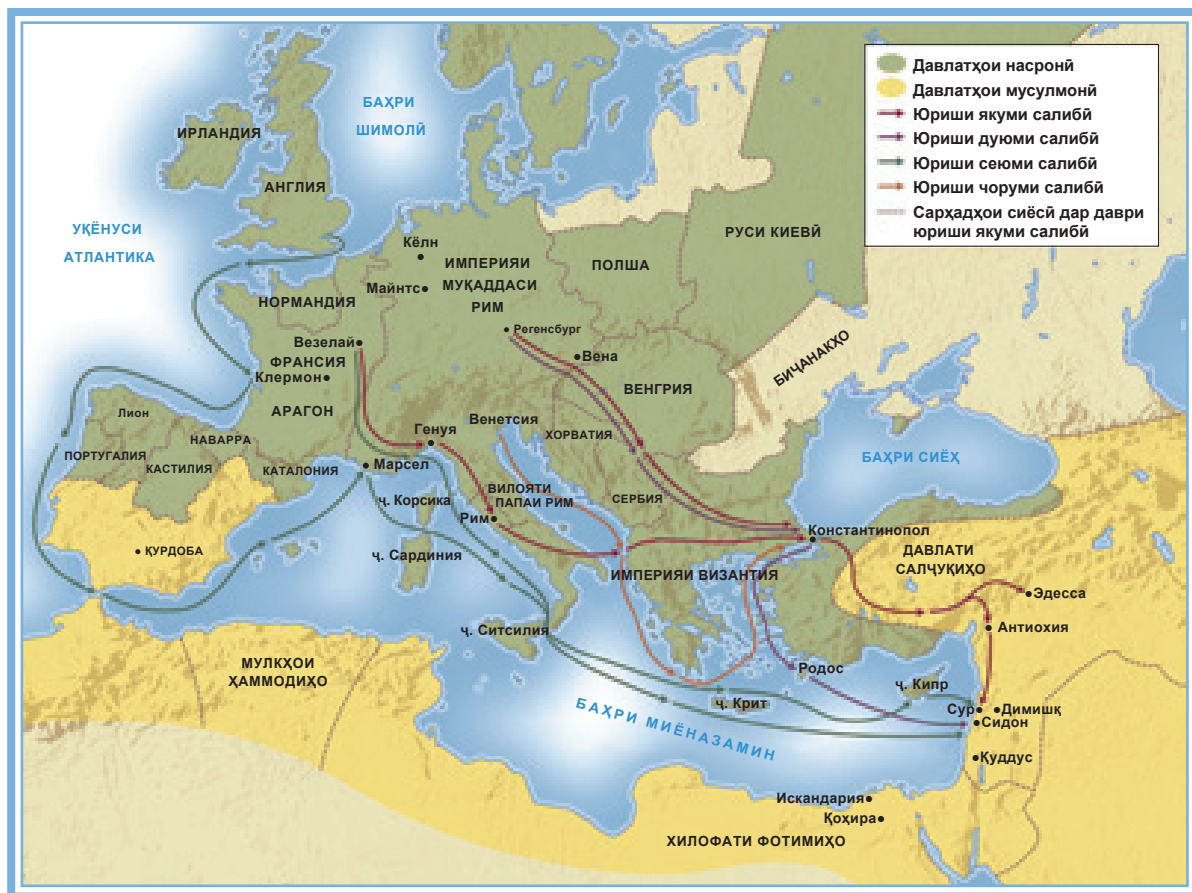 Давлатҳои насронӣ
Давлатҳои мусулмонӣ
Юриши якуми салибӣ
Юриши дуюми салибӣ
Юриши сеюми салибӣ
Юриши чоруми салибӣ
Сарҳадҳои сиёсӣ дар даври
юриши якуми салибӣ
БАҲРИ
ШИМОЛӢ
ИРЛАНДИЯ
АНГЛИЯ
УҚЁНУСИ
АТЛАНТИКА
РУСИ КИЕВӢ
Кёлн
ИМПЕРИЯИ
МУҚАДДАСИ
РИМ
ПОЛША
Майнтс
НОРМАНДИЯ
Регенсбург
Везелай
Вена
ФРАНСИЯ
Клермон
БИҶАНАКҲО
ВЕНГРИЯ
Лион
АРАГОН
Венетсия
Генуя
ХОРВАТИЯ
НАВАРРА
ПОРТУГАЛИЯ
КАСТИЛИЯ
КАТАЛОНИЯ
Марсел
БАҲРИ СИЁҲ
ВИЛОЯТИ
ПАПАИ РИМ
СЕРБИЯ
ҷ. Корсика
Рим
Константинопол
ҚУРДОБА
ҷ. Сардиния
ДАВЛАТИ
САЛҶУҚИҲО
ИМПЕРИЯИ ВИЗАНТИЯ
Эдесса
ҷ. Ситсилия
Антиохия
МУЛКҲОИ
ҲАММОДИҲО
Родос
ҷ. Кипр
ҷ. Крит
Сур
Димишқ
Сидон
БАҲРИ МИЁНАЗАМИН
Қуддус
Искандария
Қоҳира
ХИЛОФАТИ ФОТИМИҲО